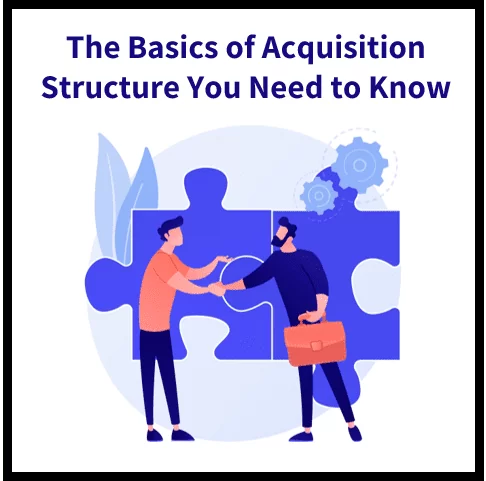 The Basics of Acquisition
Structure You Need to Know